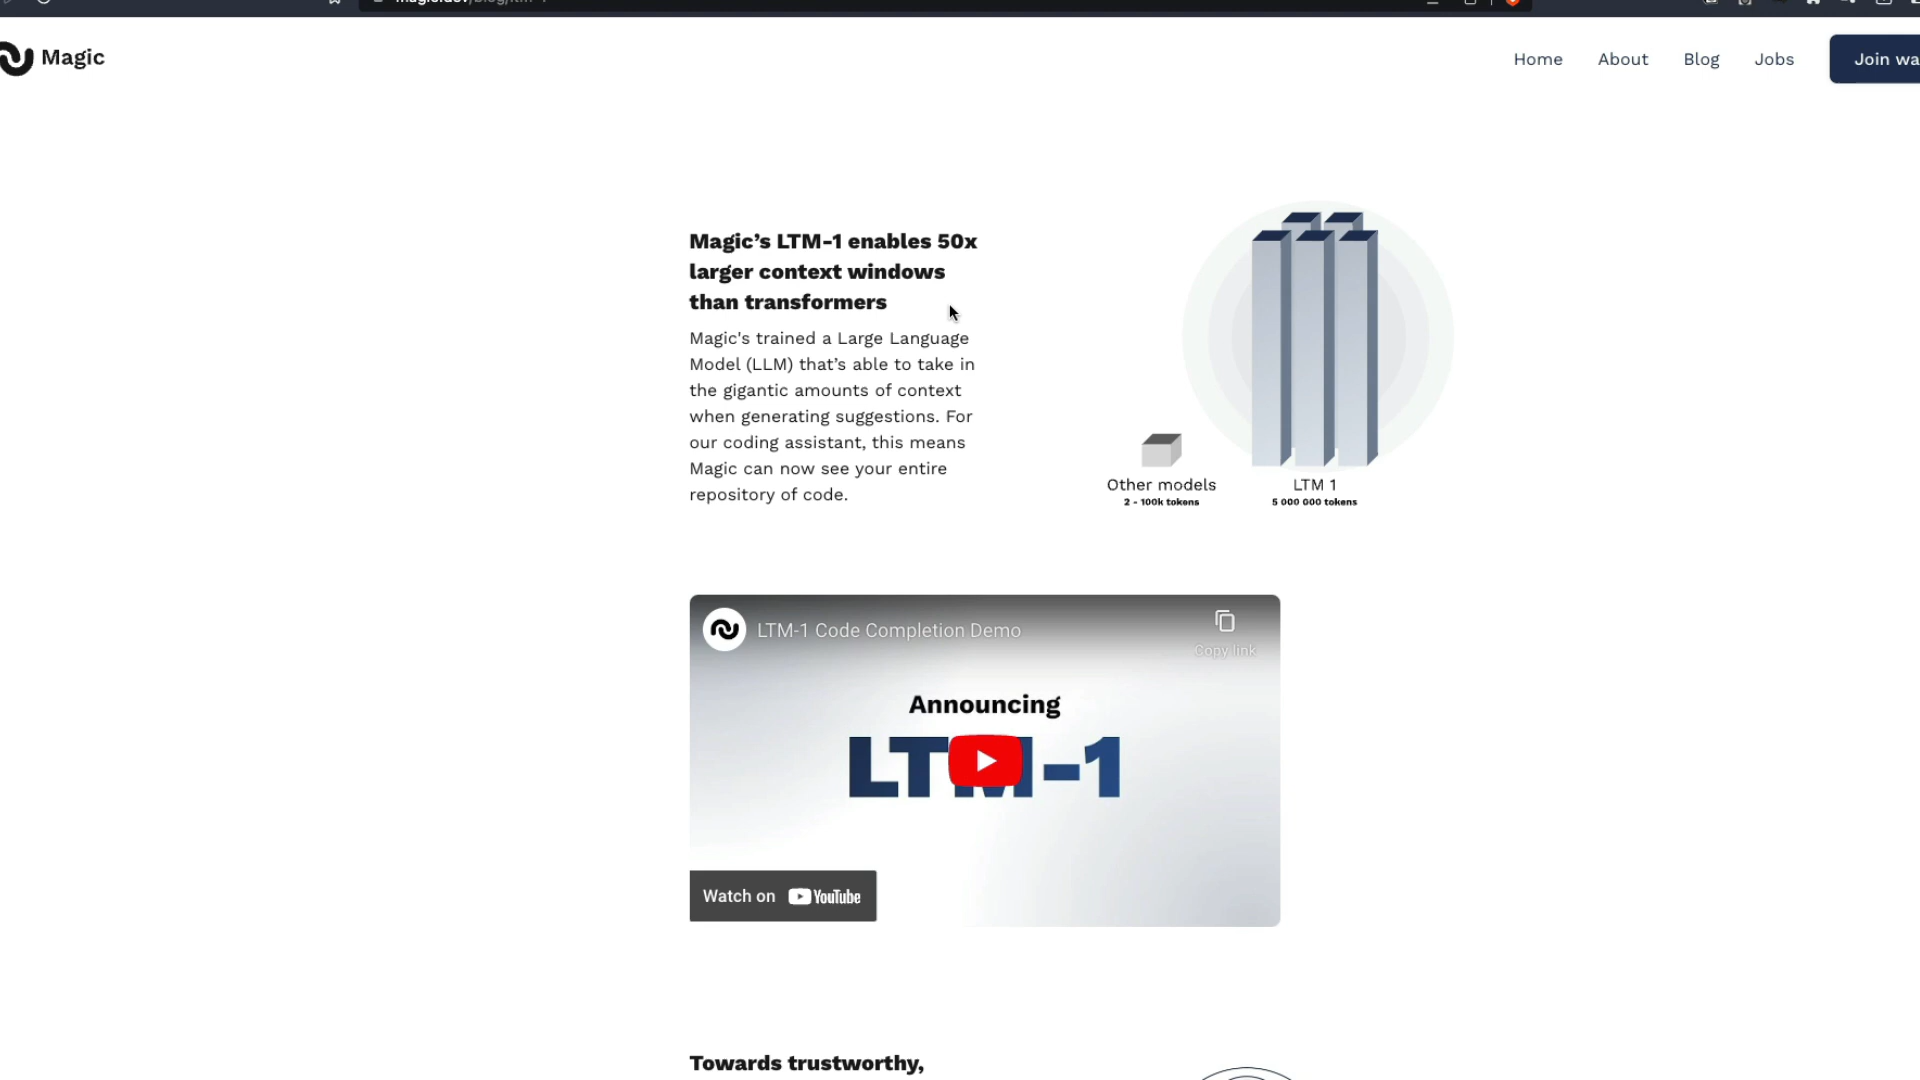 Magic
Home
About
Blog
Jobs
Join wa
Magic’s LTM-1 enables 50x
larger context windows
than transformers
Magic's trained a Large Language
Model (LLM) that’s able to take in
the gigantic amounts of context
when generating suggestions. For
our coding assistant, this means
Magic can now see your entire
repository of code.
Other models
2 - 100k tokens
LTM 1
5 000 000 tokens
LTM-1 Code Completion Demo
Copy link
Announcing
LTM-1
Watch on YouTube
Towards trustworthy,